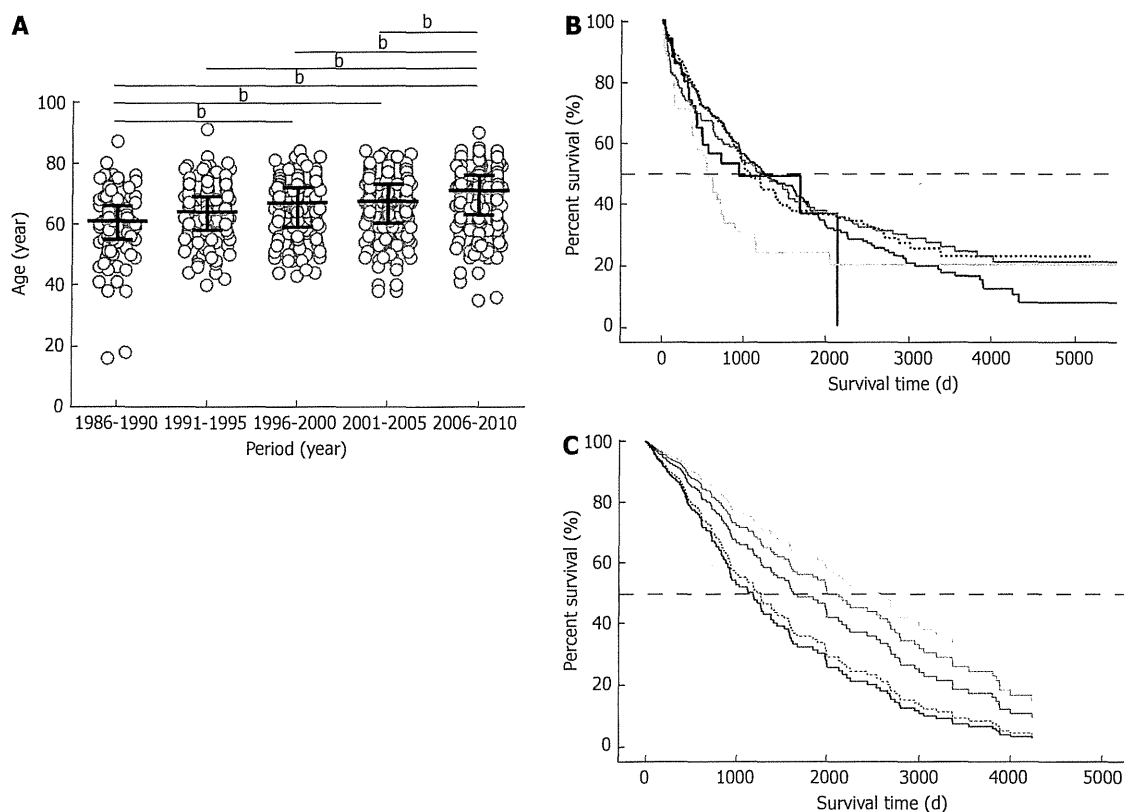 A
b
b
b
b
b
b
100
80
60
40
20
0
Age (year)
1986-1990 1991-1995 1996-2000 2001-2005 2006-2010
Period (year)
B
100
80
60
40
20
0
Percent survival (%)
0 1000 2000 3000 4000 5000
Survival time (d)
C
100
80
60
40
20
0
Percent survival (%)
0 1000 2000 3000 4000 5000
Survival time (d)